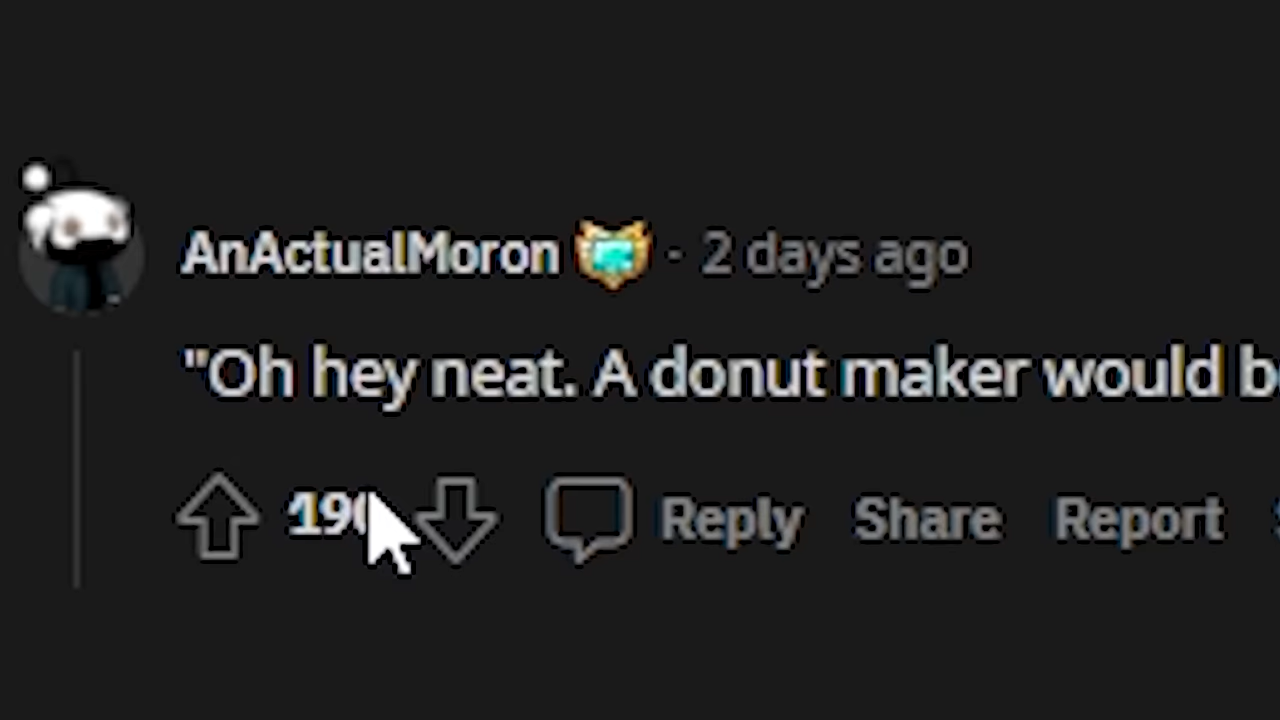 AnActualMoron · 2 days ago
"Oh hey neat. A donut maker would
Reply Share Report